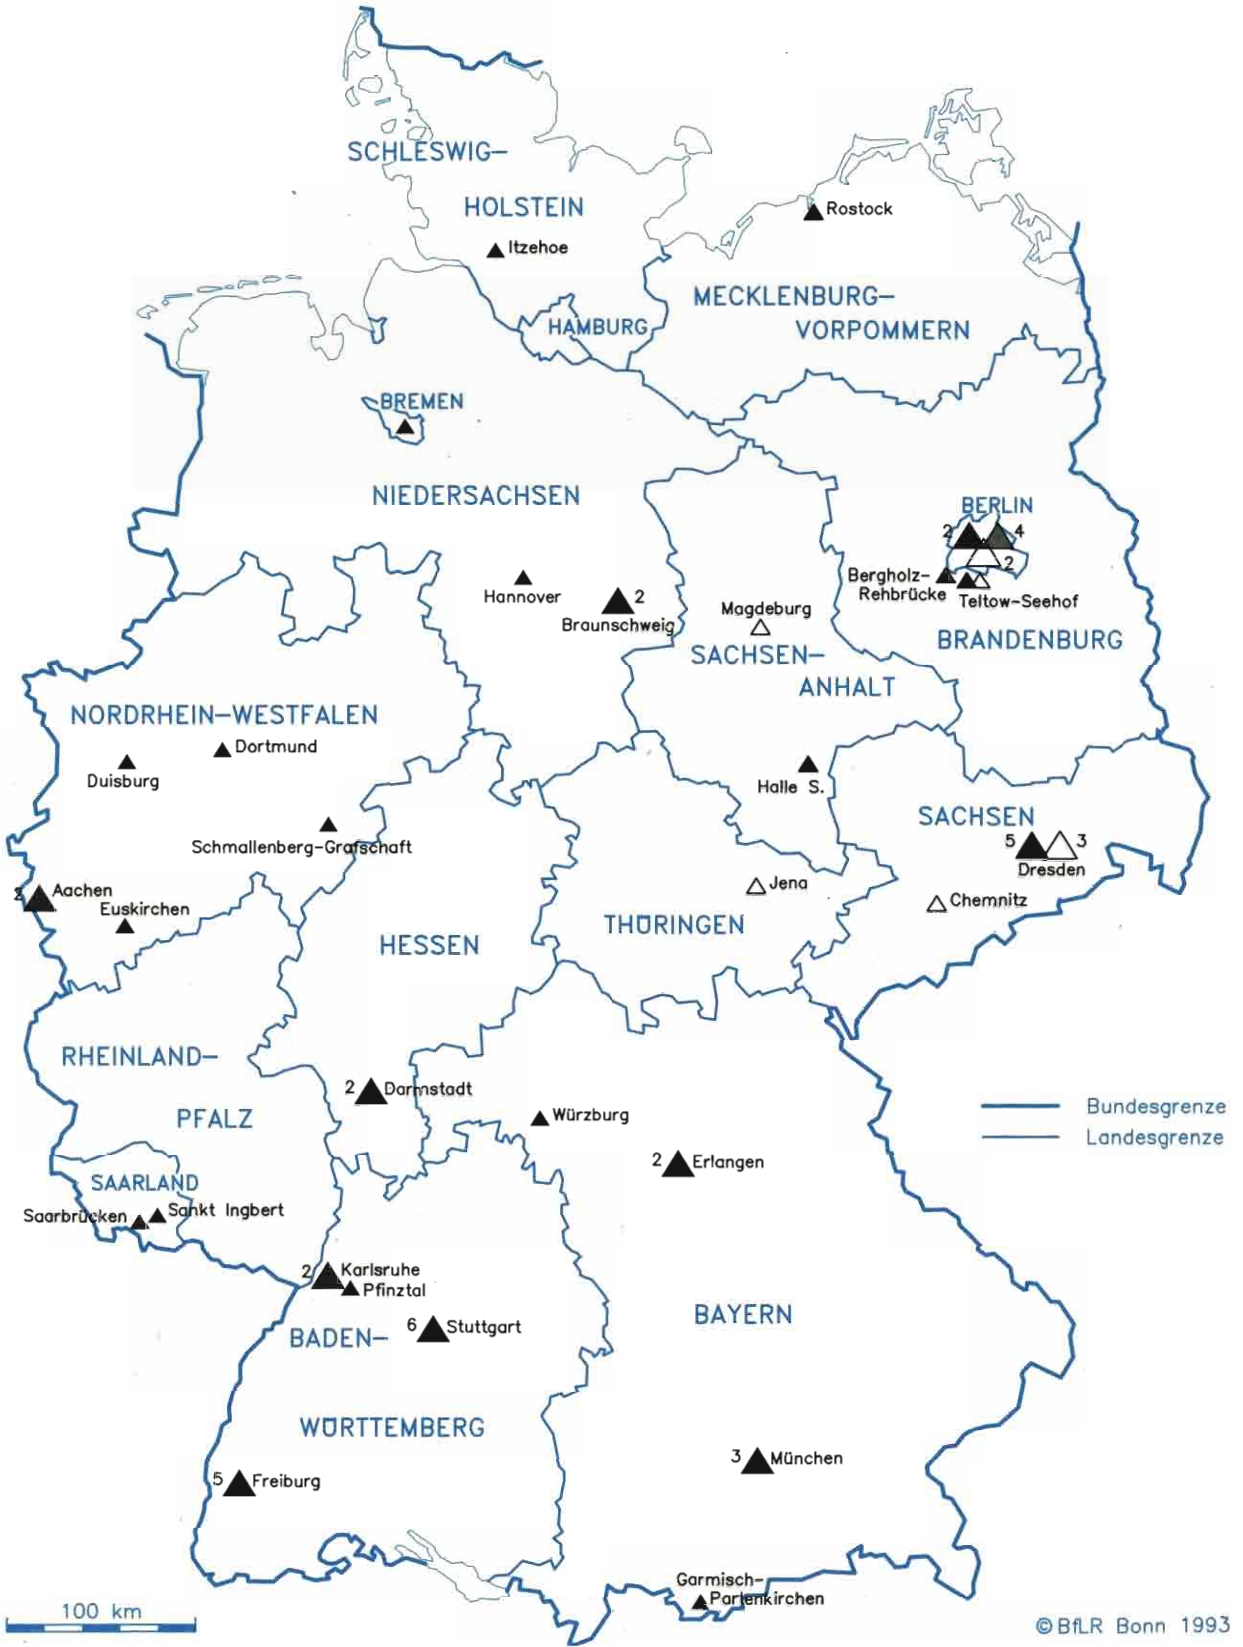 SCHLESWIG–
HOLSTEIN
Rostock
Itzehoe
MECKLENBURG–
HAMBURG
VORPOMMERN
BREMEN
NIEDERSACHSEN
BERLIN
2 4
2
Bergholz–
Rehbrücke
Teltow–Seehof
Hannover
2
Braunschweig
Magdeburg
SACHSEN–
BRANDENBURG
ANHALT
NORDRHEIN–WESTFALEN
Dortmund
Duisburg
Halle S.
SACHSEN
5 3
Dresden
Schmallenberg–Grafschaft
2 Aachen
Euskirchen
Jena
Chemnitz
THÜRINGEN
HESSEN
RHEINLAND–
PFALZ
2 Darmstadt
Würzburg
Bundesgrenze
Landesgrenze
2 Erlangen
SAARLAND
Saarbrücken
Sankt Ingbert
2 Karlsruhe
Pfinztal
BAYERN
6 Stuttgart
BADEN–
WÜRTTEMBERG
3 München
5 Freiburg
Garmisch–
Partenkirchen
100 km
© BfLR Bonn 1993